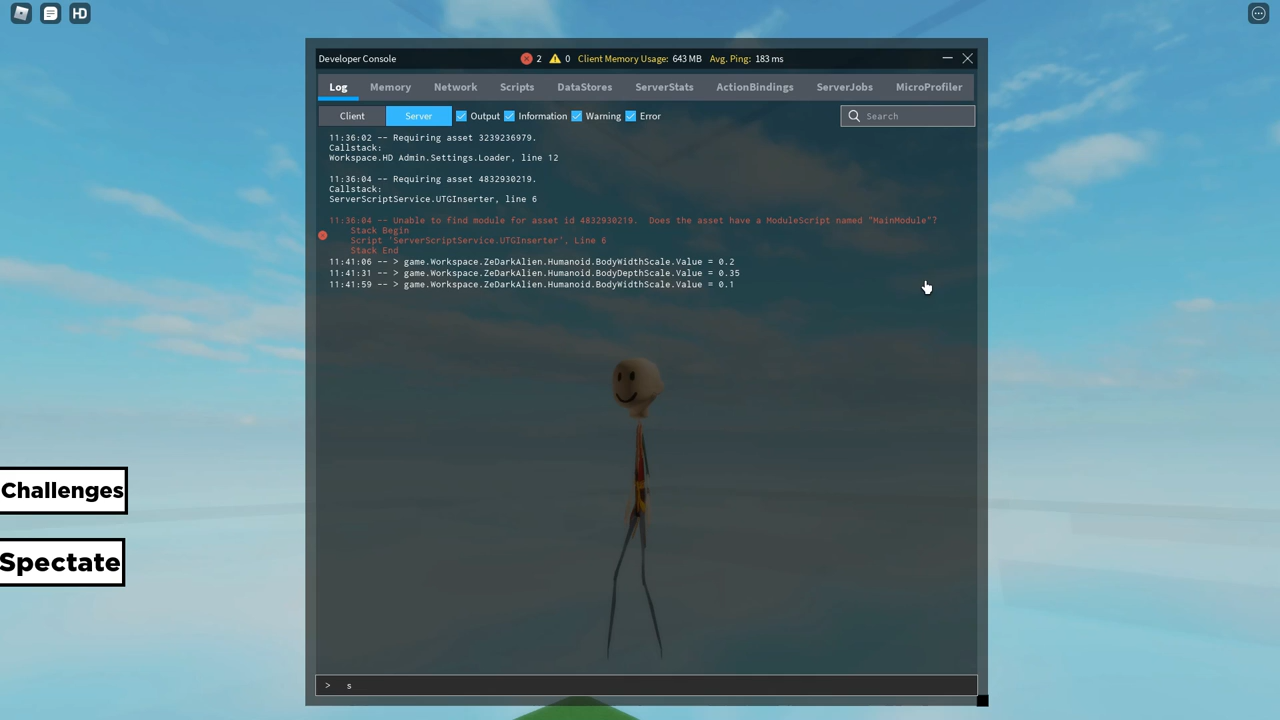 HD
Developer Console
2
0
Client Memory Usage: 643 MB
Avg. Ping: 183 ms
Log
Memory
Network
Scripts
DataStores
ServerStats
ActionBindings
ServerJobs
MicroProfiler
Client
Server
Output
Information
Warning
Error
Search
11:36:02 -- Requiring asset 3239236979.
Callstack:
Workspace.HD Admin.Settings.Loader, line 12
11:36:04 -- Requiring asset 4832930219.
Callstack:
ServerScriptService.UTGInserter, line 6
11:36:04 -- Unable to find module for asset id 4832930219.  Does the asset have a ModuleScript named "MainModule"?
Stack Begin
Script 'ServerScriptService.UTGInserter', Line 6
Stack End
11:41:06 -- > game.Workspace.ZeDarkAlien.Humanoid.BodyWidthScale.Value = 0.2
11:41:31 -- > game.Workspace.ZeDarkAlien.Humanoid.BodyDepthScale.Value = 0.35
11:41:59 -- > game.Workspace.ZeDarkAlien.Humanoid.BodyWidthScale.Value = 0.1
Challenges
Spectate
> s